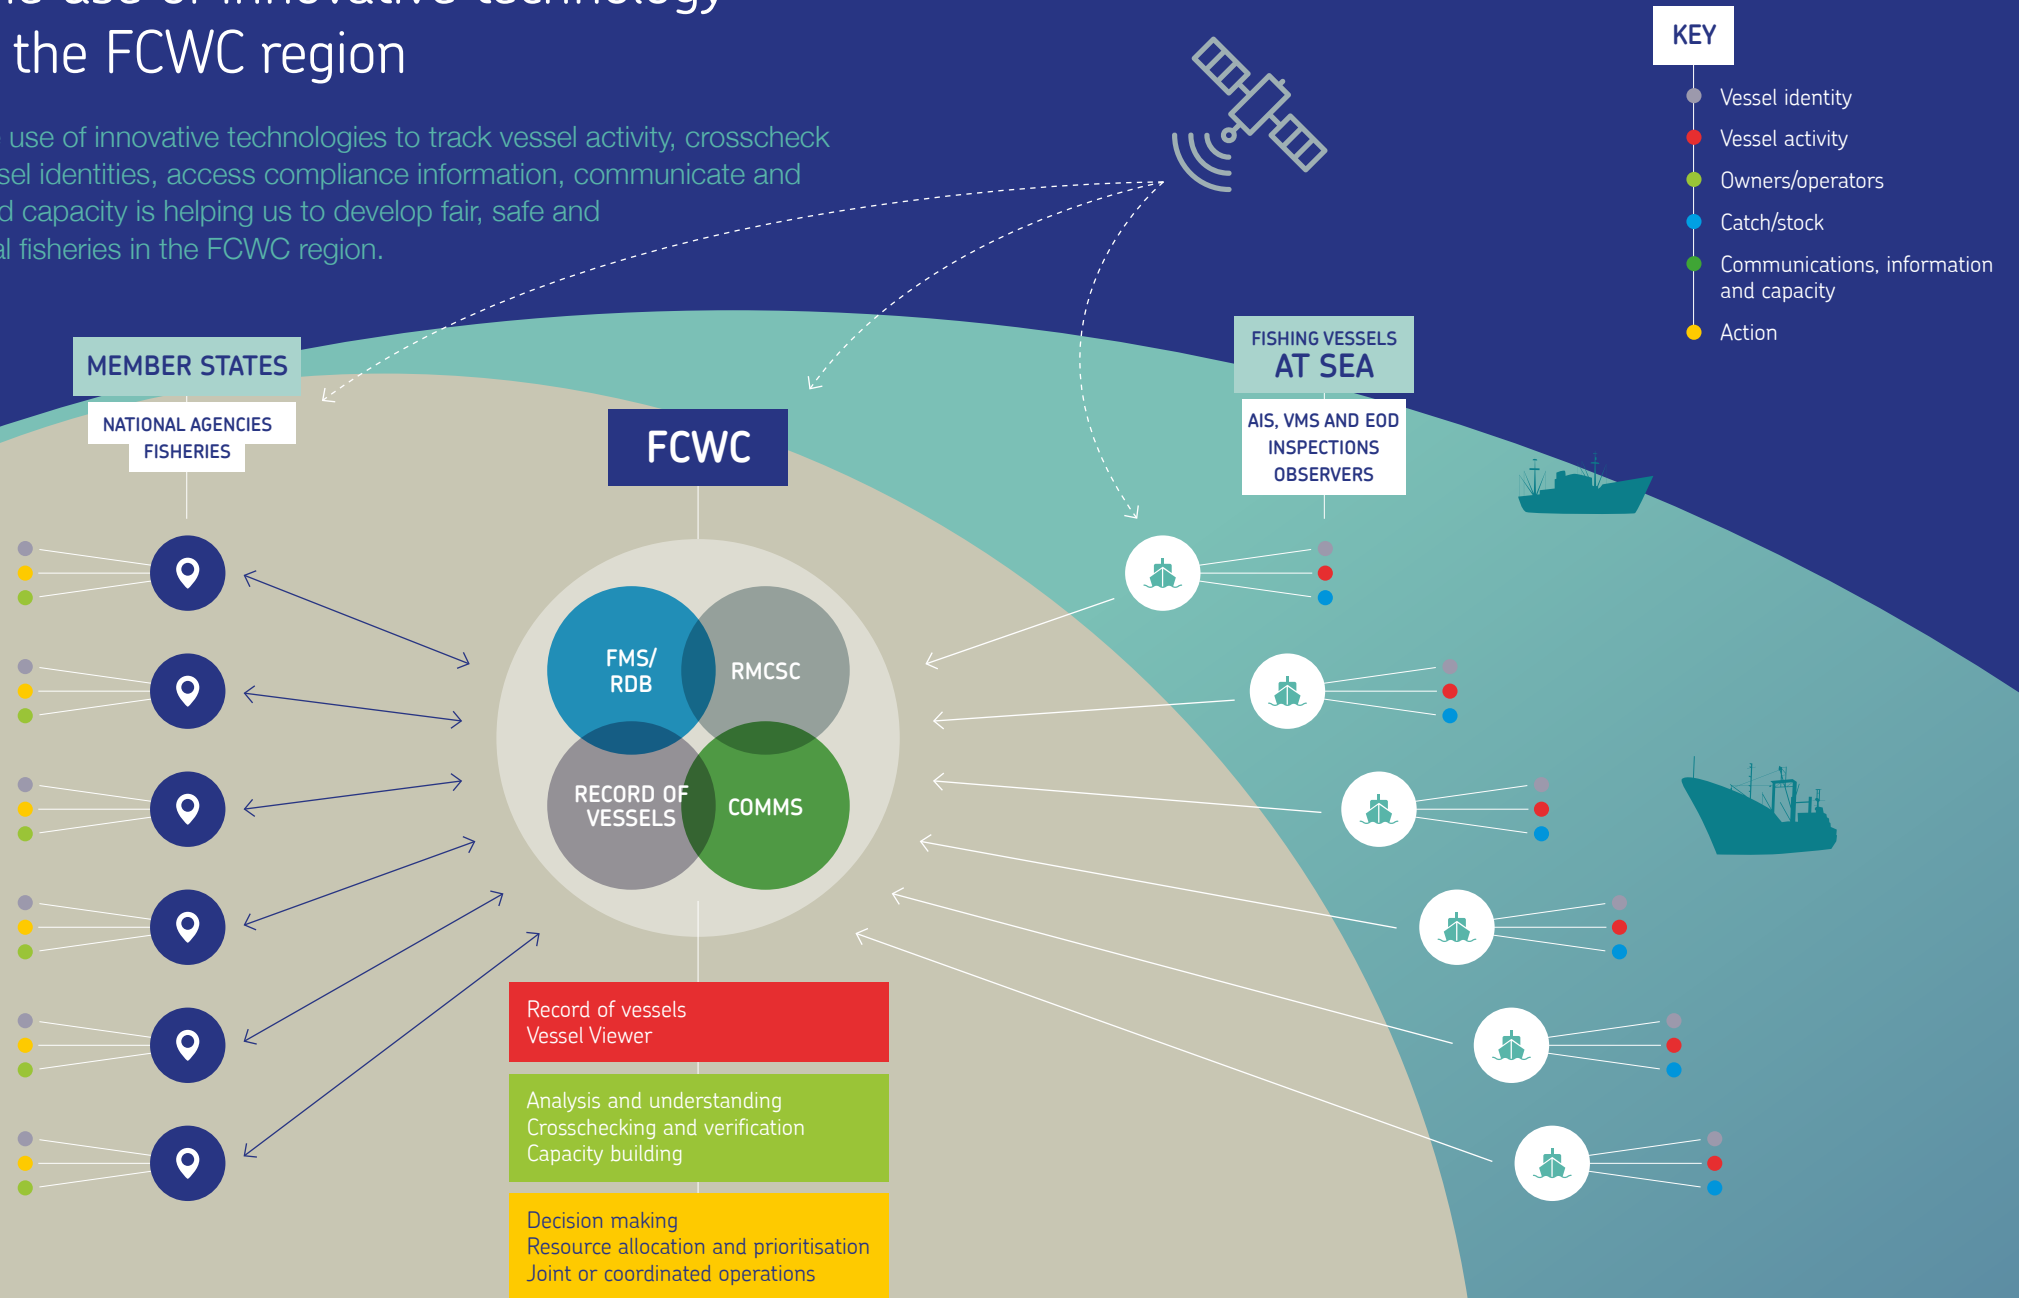 use of innovative technology
the FCWC region
use of innovative technologies to track vessel activity, crosscheck
identities, access compliance information, communicate and
capacity is helping us to develop fair, safe and
fisheries in the FCWC region.
KEY
Vessel identity
Vessel activity
Owners/operators
Catch/stock
Communications, information
and capacity
Action
MEMBER STATES
NATIONAL AGENCIES
FISHERIES
FCWC
FISHING VESSELS
AT SEA
AIS, VMS AND EOD
INSPECTIONS
OBSERVERS
FMS/
RDB
RMCSC
RECORD OF
VESSELS
COMMS
Record of vessels
Vessel Viewer
Analysis and understanding
Crosschecking and verification
Capacity building
Decision making
Resource allocation and prioritisation
Joint or coordinated operations